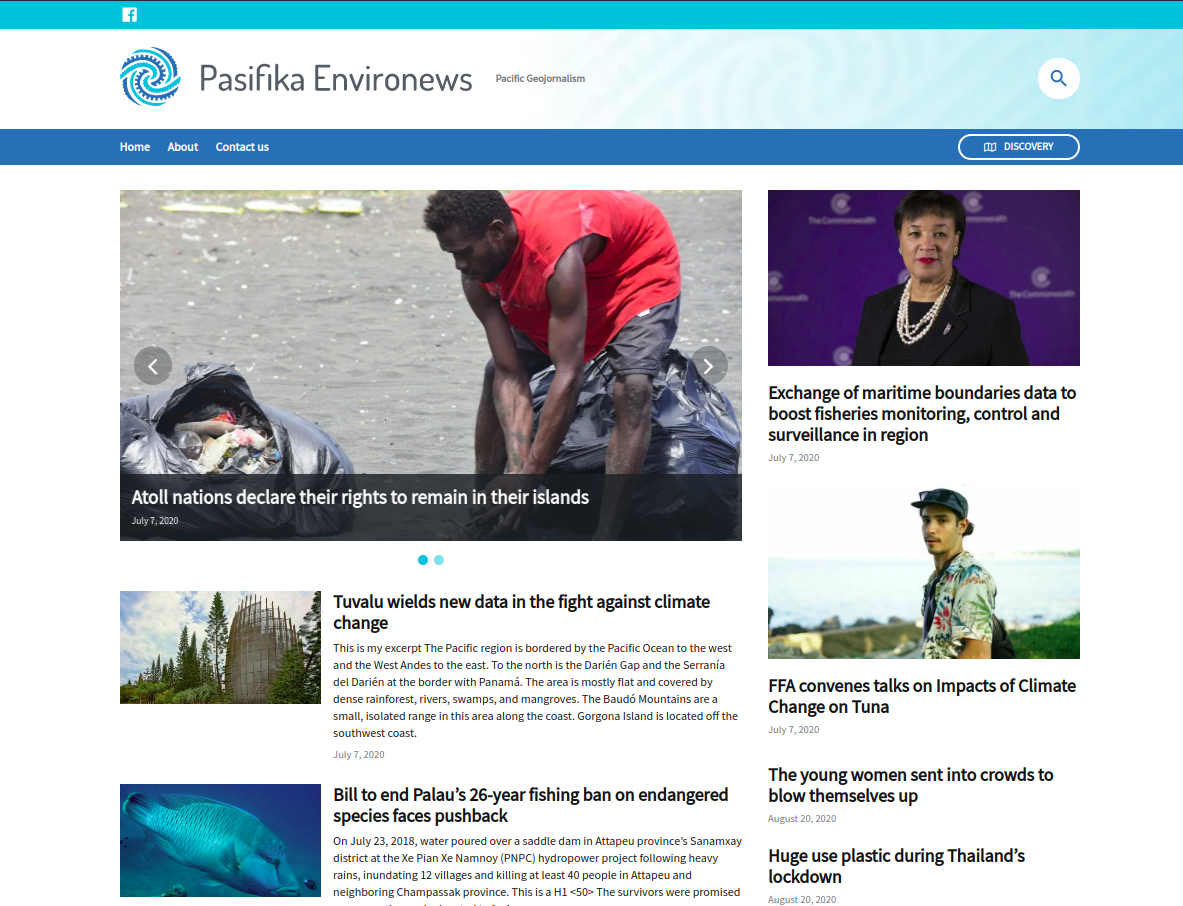 Pasifika Environews
Pacific Geojournalism
Home About Contact us
DISCOVERY
Atoll nations declare their rights to remain in their islands
July 7, 2020
Tuvalu wields new data in the fight against climate
change
This is my excerpt The Pacific region is bordered by the Pacific Ocean to the west
and the West Andes to the east. To the north is the Darién Gap and the Serranía
del Darién at the border with Panamá. The area is mostly flat and covered by
dense rainforest, rivers, swamps, and mangroves. The Baudó Mountains are a
small, isolated range in this area along the coast. Gorgona Island is located off the
southwest coast.
July 7, 2020
Bill to end Palau’s 26-year fishing ban on endangered
species faces pushback
On July 23, 2018, water poured over a saddle dam in Attapeu province’s Sanamxay
district at the Xe Pian Xe Namnoy (PNPC) hydropower project following heavy
rains, inundating 12 villages and killing at least 40 people in Attapeu and
neighboring Champassak province. This is a H1 <50> The survivors were promised
The Commonwealth
The Commonwealth
Exchange of maritime boundaries data to
boost fisheries monitoring, control and
surveillance in region
July 7, 2020
FFA convenes talks on Impacts of Climate
Change on Tuna
July 7, 2020
The young women sent into crowds to
blow themselves up
August 20, 2020
Huge use plastic during Thailand’s
lockdown
August 20, 2020